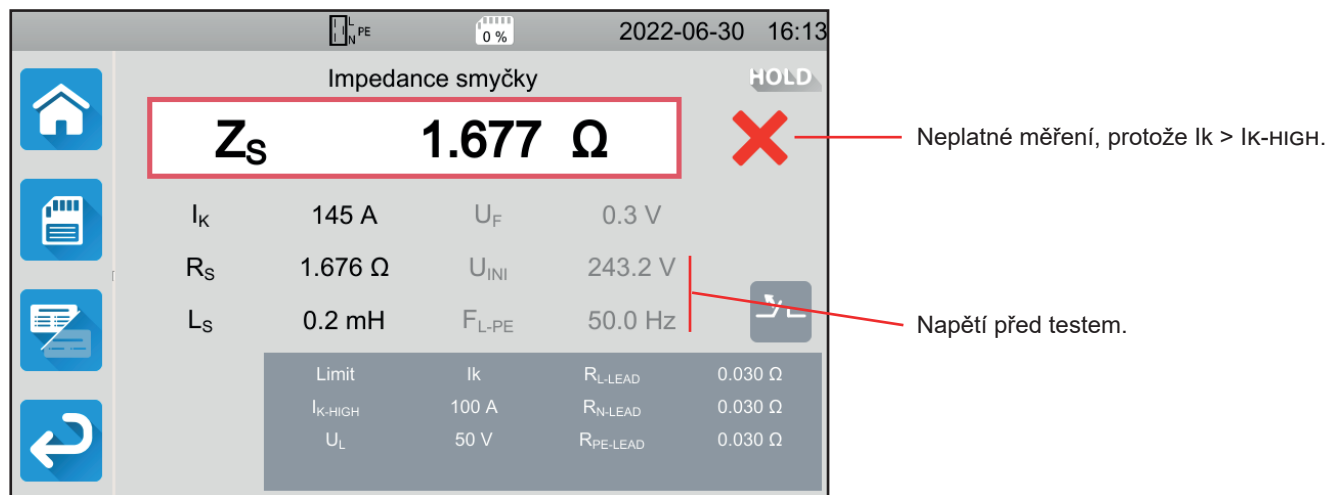 L
N PE
0 % 2022-06-30 16:13
Impedance smyčky HOLD
ZS 1.677 Ω
Neplatné měření, protože Ik > IK-HIGH.
IK 145 A UF 0.3 V
RS 1.676 Ω UINI 243.2 V
LS 0.2 mH FL-PE 50.0 Hz
Napětí před testem.
Limit Ik RL-LEAD 0.030 Ω
IK-HIGH 100 A RN-LEAD 0.030 Ω
UL 50 V RPE-LEAD 0.030 Ω